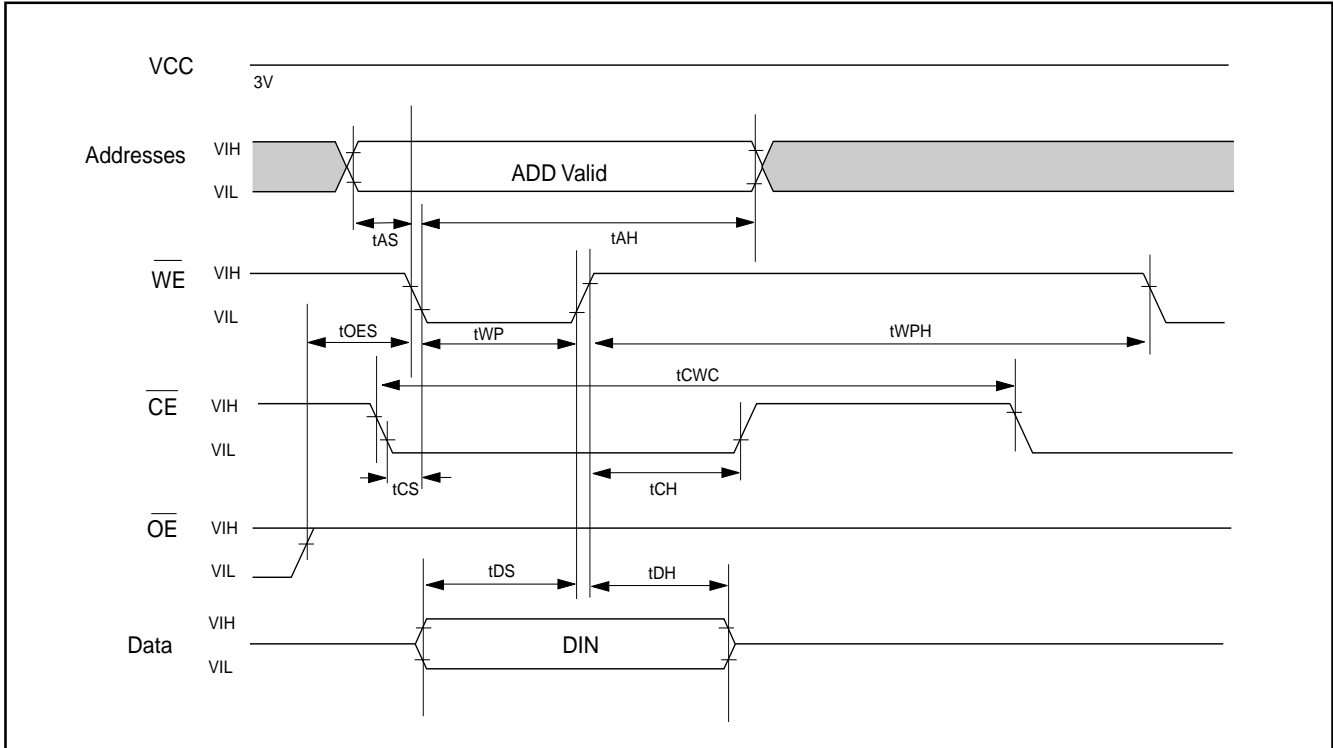 VCC
3V
Addresses
VIH
VIL
ADD Valid
tAS
tAH
WE
VIH
VIL
tOES
tWP
tWPH
tCWC
CE
VIH
VIL
tCS
tCH
OE
VIH
VIL
tDS
tDH
Data
VIH
VIL
DIN